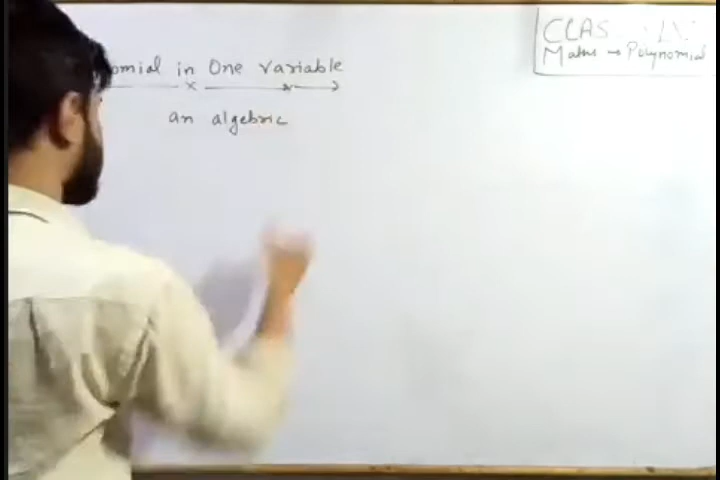 omial in One Variable
an algebric
CLAS
Maths → Polynomial